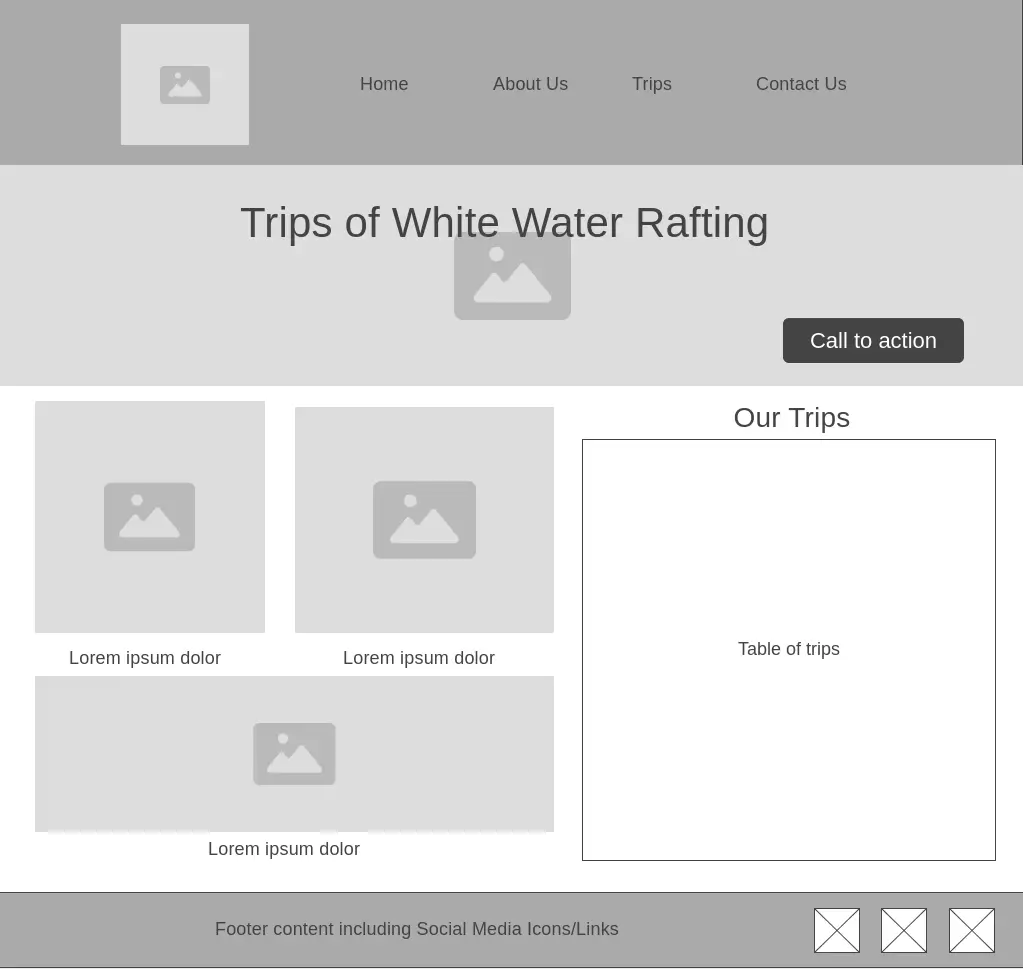 Home
About Us
Trips
Contact Us
Trips of White Water Rafting
Call to action
Lorem ipsum dolor
Lorem ipsum dolor
Lorem ipsum dolor
Our Trips
Table of trips
Footer content including Social Media Icons/Links